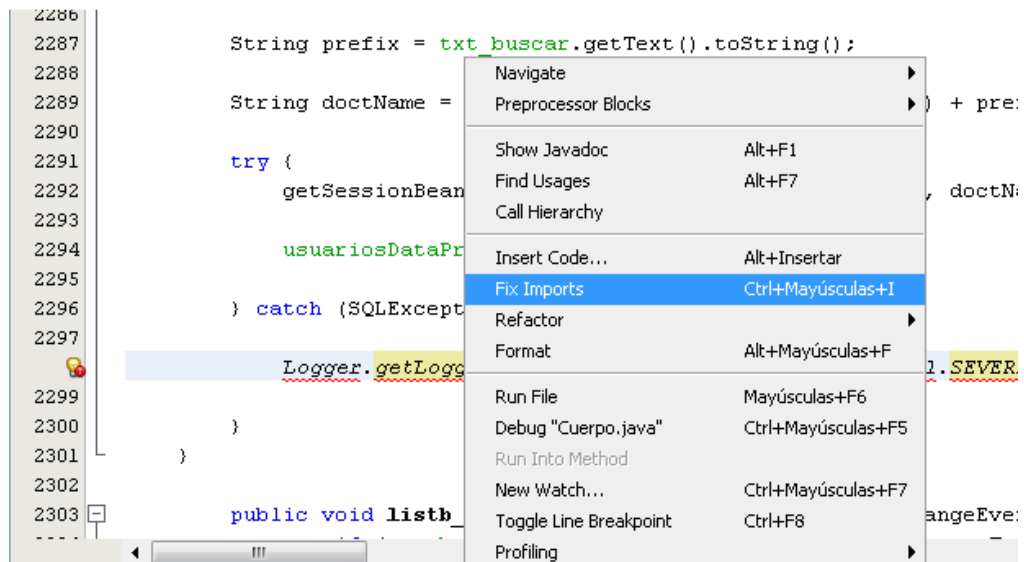 2286
2287 String prefix = txt_buscar.getText().toString();
2288 Navigate
2289 String doctName = Preprocessor Blocks ) + pre
2290
2291 try { Show Javadoc Alt+F1
2292 getSessionBean Find Usages Alt+F7 , doctN
2293 Call Hierarchy
2294 usuariosDataPr Insert Code... Alt+Insertar
2295 Fix Imports Ctrl+Mayúsculas+I
2296 } catch (SQLExcept Refactor
2297 Format Alt+Mayúsculas+F
Logger.getLogg l.SEVER
2299 Run File Mayúsculas+F6
2300 } Debug "Cuerpo.java" Ctrl+Mayúsculas+F5
2301 } Run Into Method
2302 New Watch... Ctrl+Mayúsculas+F7
2303 public void listb_ Toggle Line Breakpoint Ctrl+F8 angeEve
Profiling